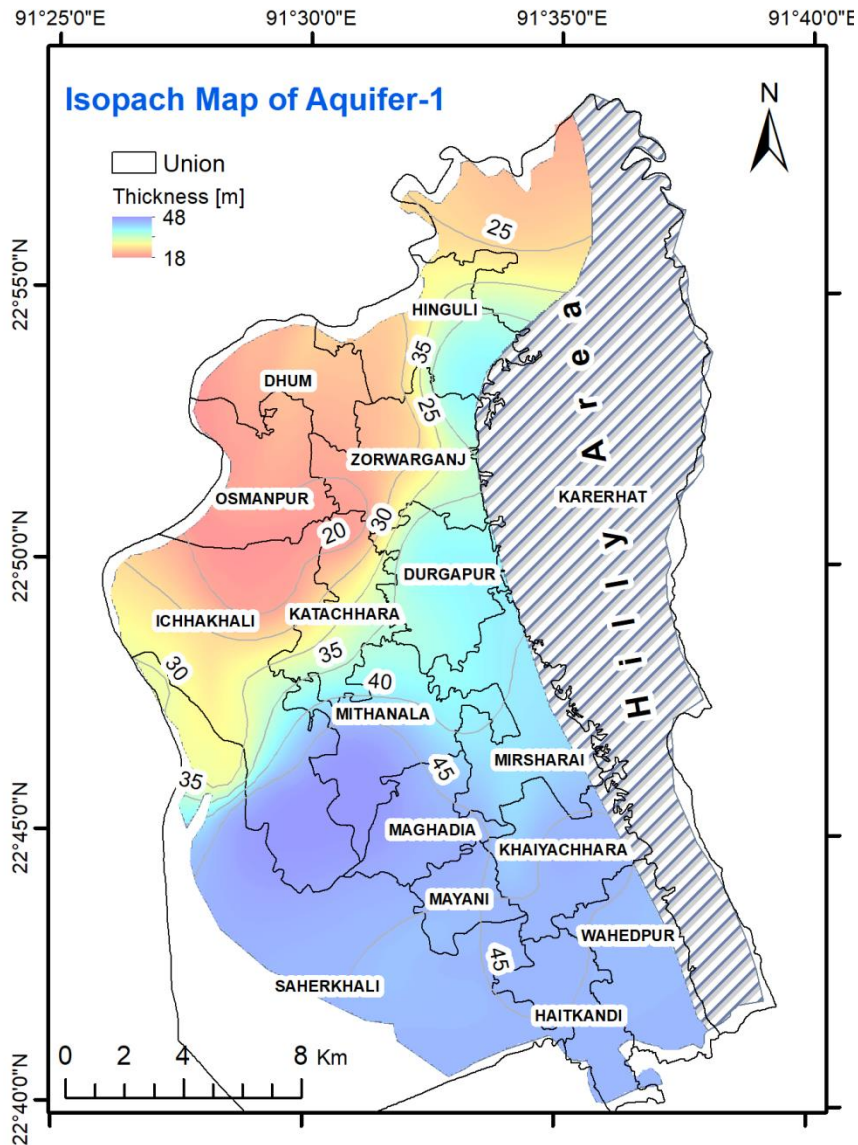 91°25'0"E 91°30'0"E 91°35'0"E 91°40'0"E
Isopach Map of Aquifer-1
N
Union
Thickness [m]
48
18
25
22°55'0"N
HINGULI
35
DHUM
25
ZORWARGANJ
OSMANPUR
KARERHAT
Hillly Area
30
20
22°50'0"N
DURGAPUR
ICHHAKHALI
KATACHHARA
35
30
40
MITHANALA
MIRSHARAI
45
35
22°45'0"N
MAGHADIA
KHAIYACHHARA
MAYANI
WAHEDPUR
45
SAHERKHALI
HAITKANDI
0 2 4 8 Km
22°40'0"N